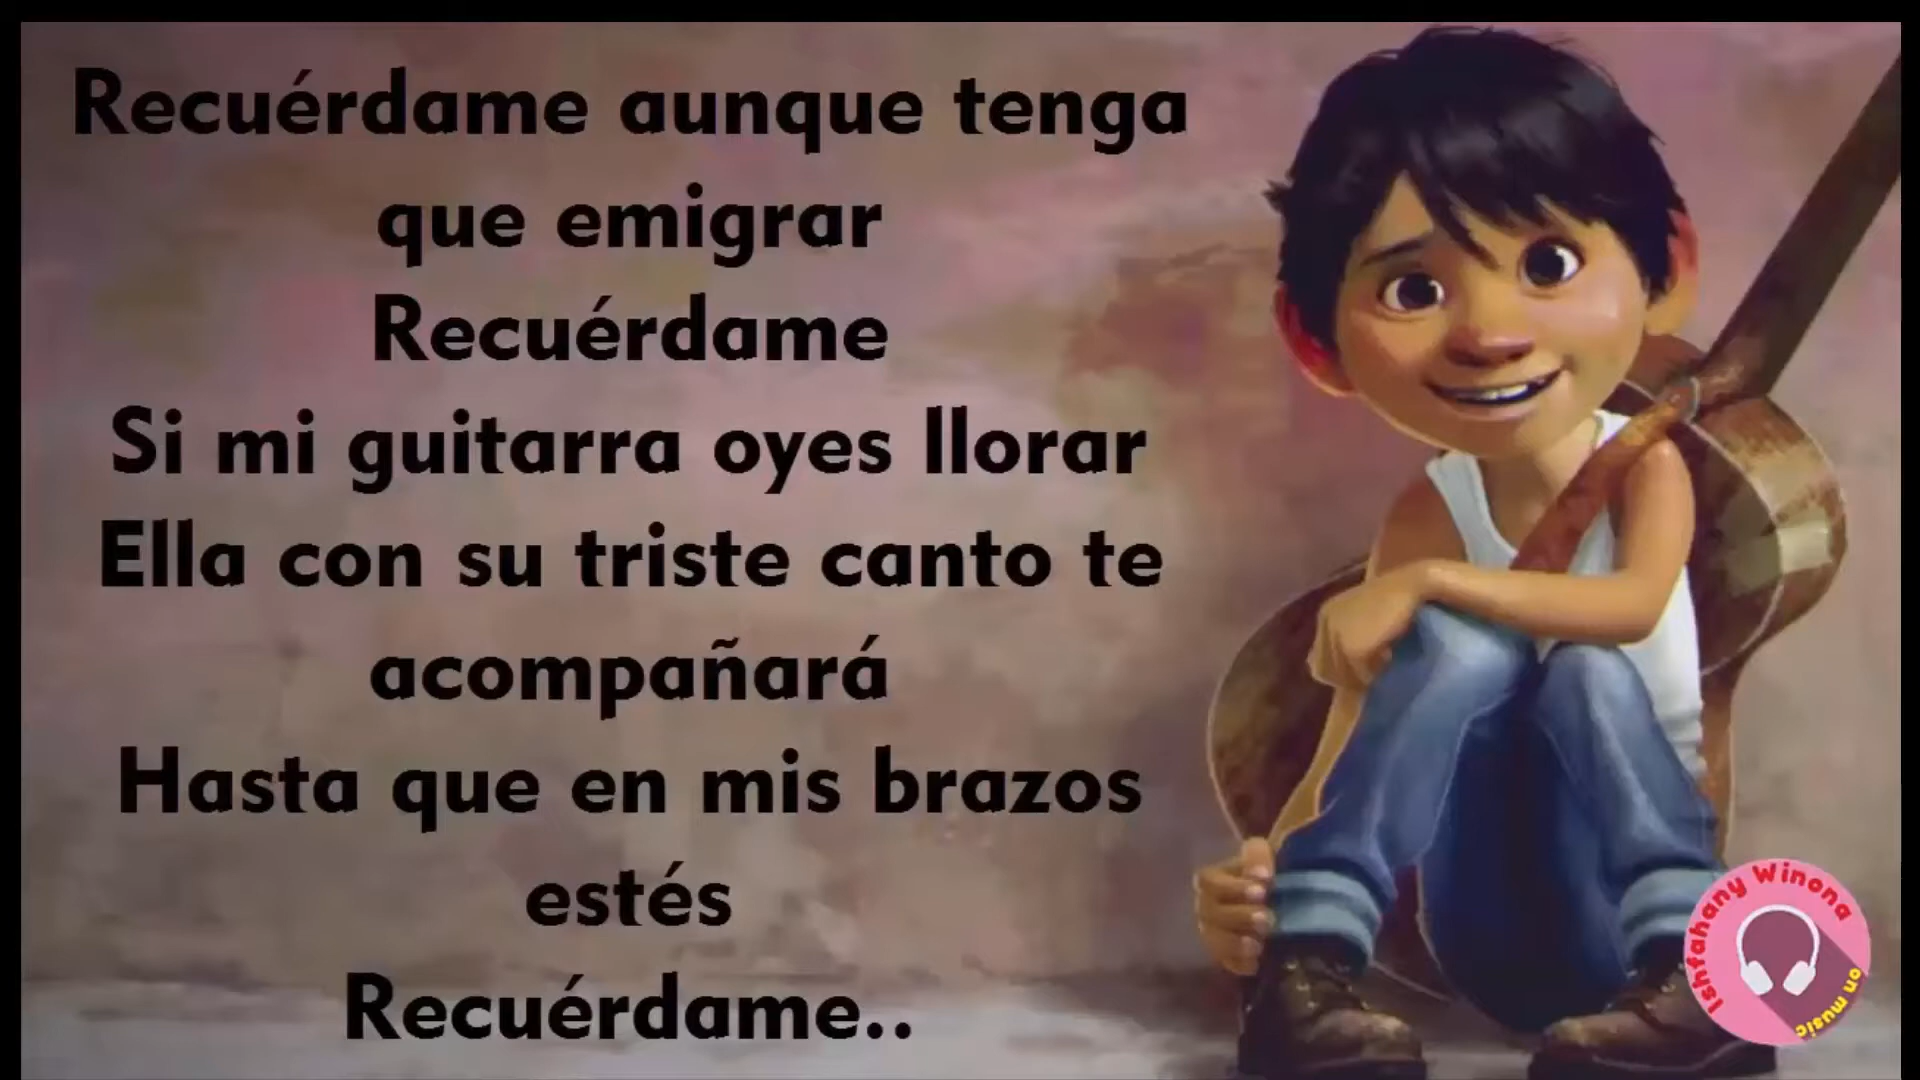 Recuérdame aunque tenga
que emigrar
Recuérdame
Si mi guitarra oyes llorar
Ella con su triste canto te
acompañará
Hasta que en mis brazos
estés
Recuérdame..
Ishfahany Winona
on music